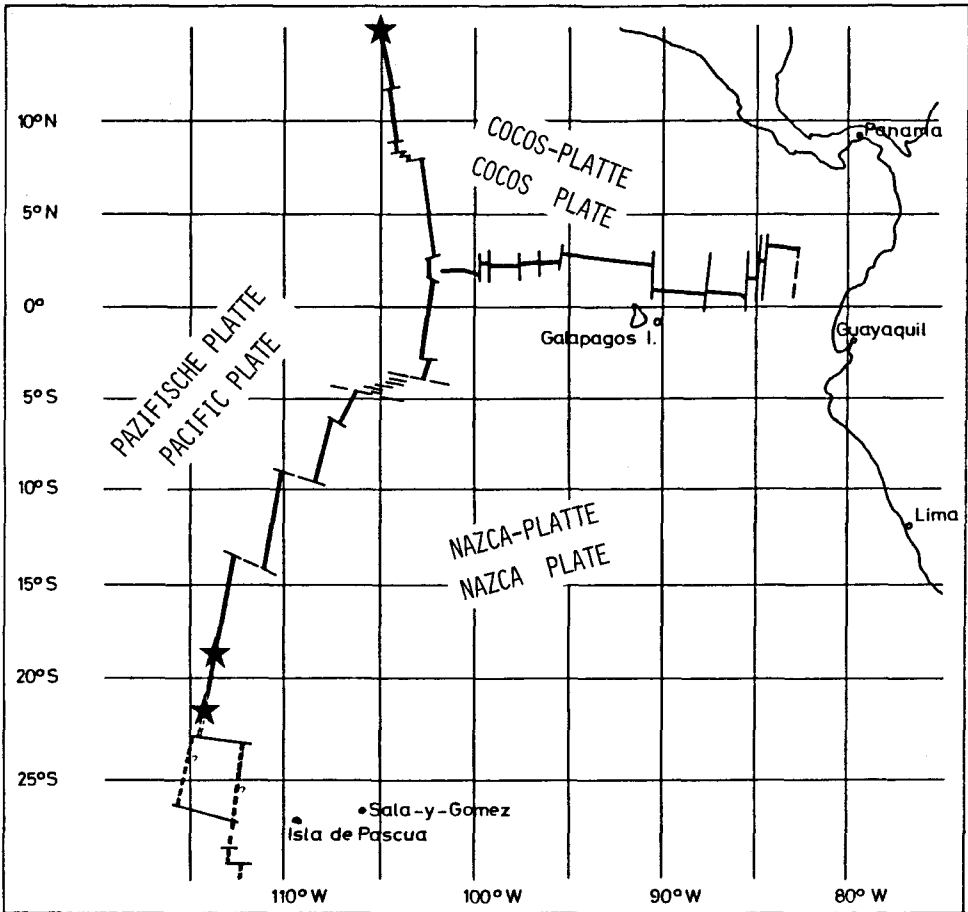 10°N
5°N
0°
5°S
10°S
15°S
20°S
25°S
COCOS-PLATTE
COCOS PLATE
Panama
PAZIFISCHE PLATTE
PACIFIC PLATE
Galapagos I.
Guayaquil
NAZCA-PLATTE
NAZCA PLATE
Lima
?
?
Sala-y-Gomez
Isla de Pascua
110°W
100°W
90°W
80°W